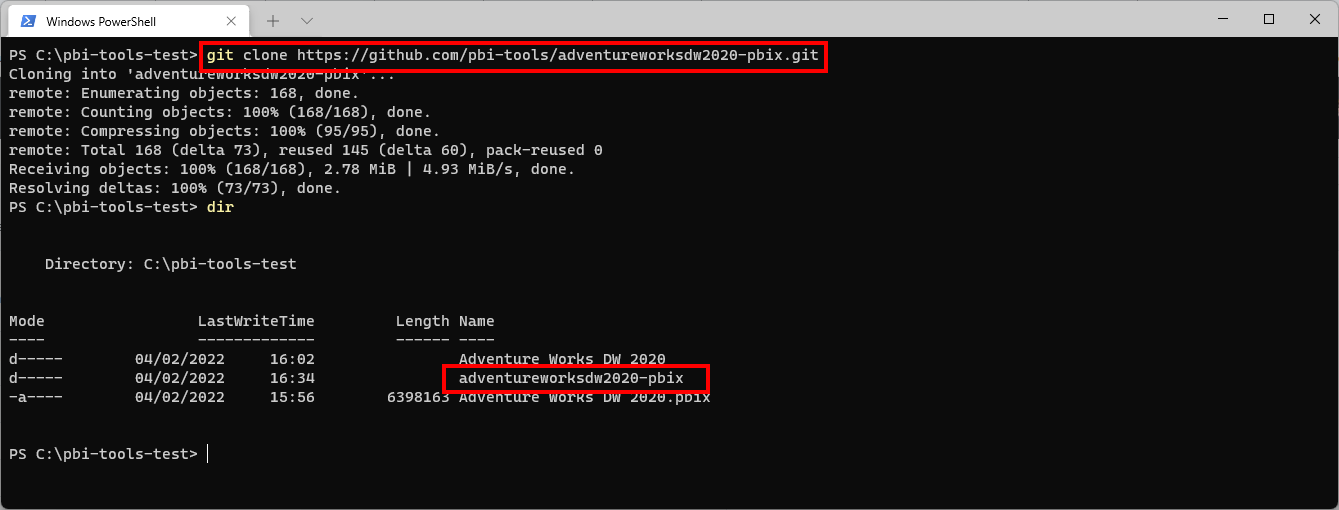 Windows PowerShell
PS C:\pbi-tools-test> git clone https://github.com/pbi-tools/adventureworksdw2020-pbix.git
Cloning into 'adventureworksdw2020-pbix'...
remote: Enumerating objects: 168, done.
remote: Counting objects: 100% (168/168), done.
remote: Compressing objects: 100% (95/95), done.
remote: Total 168 (delta 73), reused 145 (delta 60), pack-reused 0
Receiving objects: 100% (168/168), 2.78 MiB | 4.93 MiB/s, done.
Resolving deltas: 100% (73/73), done.
PS C:\pbi-tools-test> dir
Directory: C:\pbi-tools-test
Mode LastWriteTime Length Name
---- ------------- ------ ----
d----- 04/02/2022 16:02 Adventure Works DW 2020
d----- 04/02/2022 16:34 adventureworksdw2020-pbix
-a---- 04/02/2022 15:56 6398163 Adventure Works DW 2020.pbix
PS C:\pbi-tools-test>